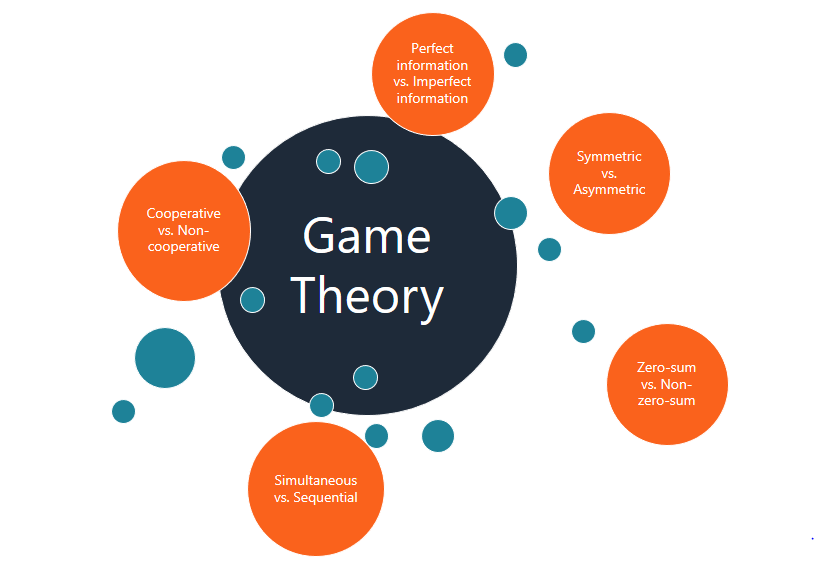 Perfect
information
vs. Imperfect
information
Symmetric
vs.
Asymmetric
Cooperative
vs. Non-
cooperative
Game
Theory
Zero-sum
vs. Non-
zero-sum
Simultaneous
vs. Sequential